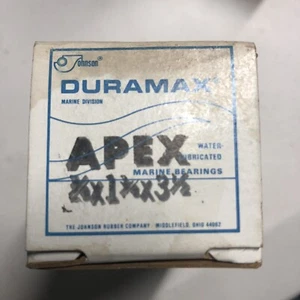 Johnson®
DURAMAX®
MARINE DIVISION
APEX
WATER-
LUBRICATED
MARINE BEARINGS
THE JOHNSON RUBBER COMPANY MIDDLEFIELD, OHIO 44062